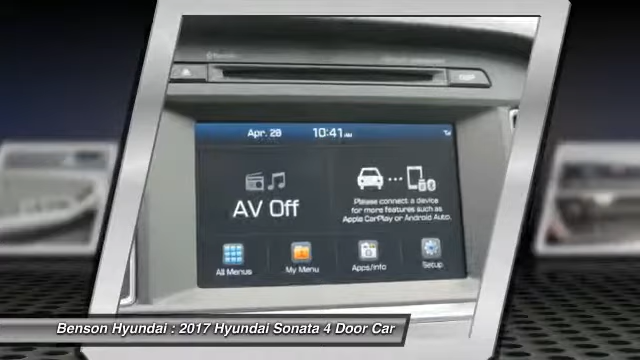 Apr. 28 10:41 AM
AV Off
Please connect a device
for more features such as
Apple CarPlay or Android Auto.
All Menus My Menu Apps/Info Setup
Benson Hyundai : 2017 Hyundai Sonata 4 Door Car